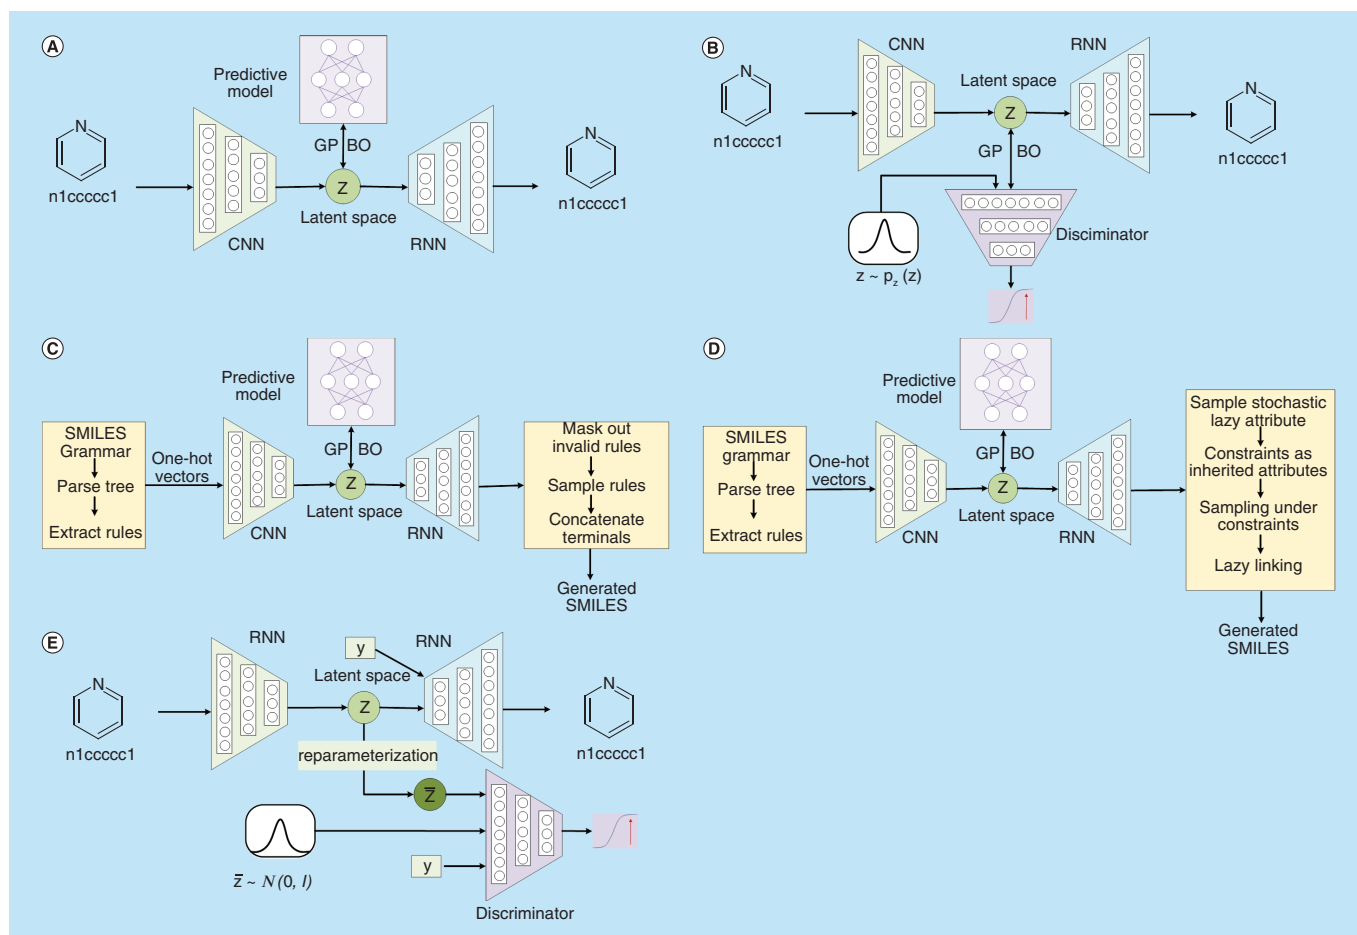 A
Predictive
model
N
n1ccccc1
CNN
GP BO
Z
Latent space
RNN
N
n1ccccc1
B
N
n1ccccc1
CNN
Latent space
Z
RNN
N
n1ccccc1
GP BO
Disciminator
z ~ pz (z)
C
Predictive
model
SMILES
Grammar
Parse tree
Extract rules
One-hot
vectors
CNN
GP BO
Z
Latent space
RNN
Mask out
invalid rules
Sample rules
Concatenate
terminals
Generated
SMILES
D
Predictive
model
SMILES
grammar
Parse tree
Extract rules
One-hot
vectors
CNN
GP BO
Z
Latent space
RNN
Sample stochastic
lazy attribute
Constraints as
inherited attributes
Sampling under
constraints
Lazy linking
Generated
SMILES
E
N
n1ccccc1
RNN
Latent space
Z
y
RNN
N
n1ccccc1
reparameterization
z̅
z̅ ~ N(0, I)
y
Discriminator